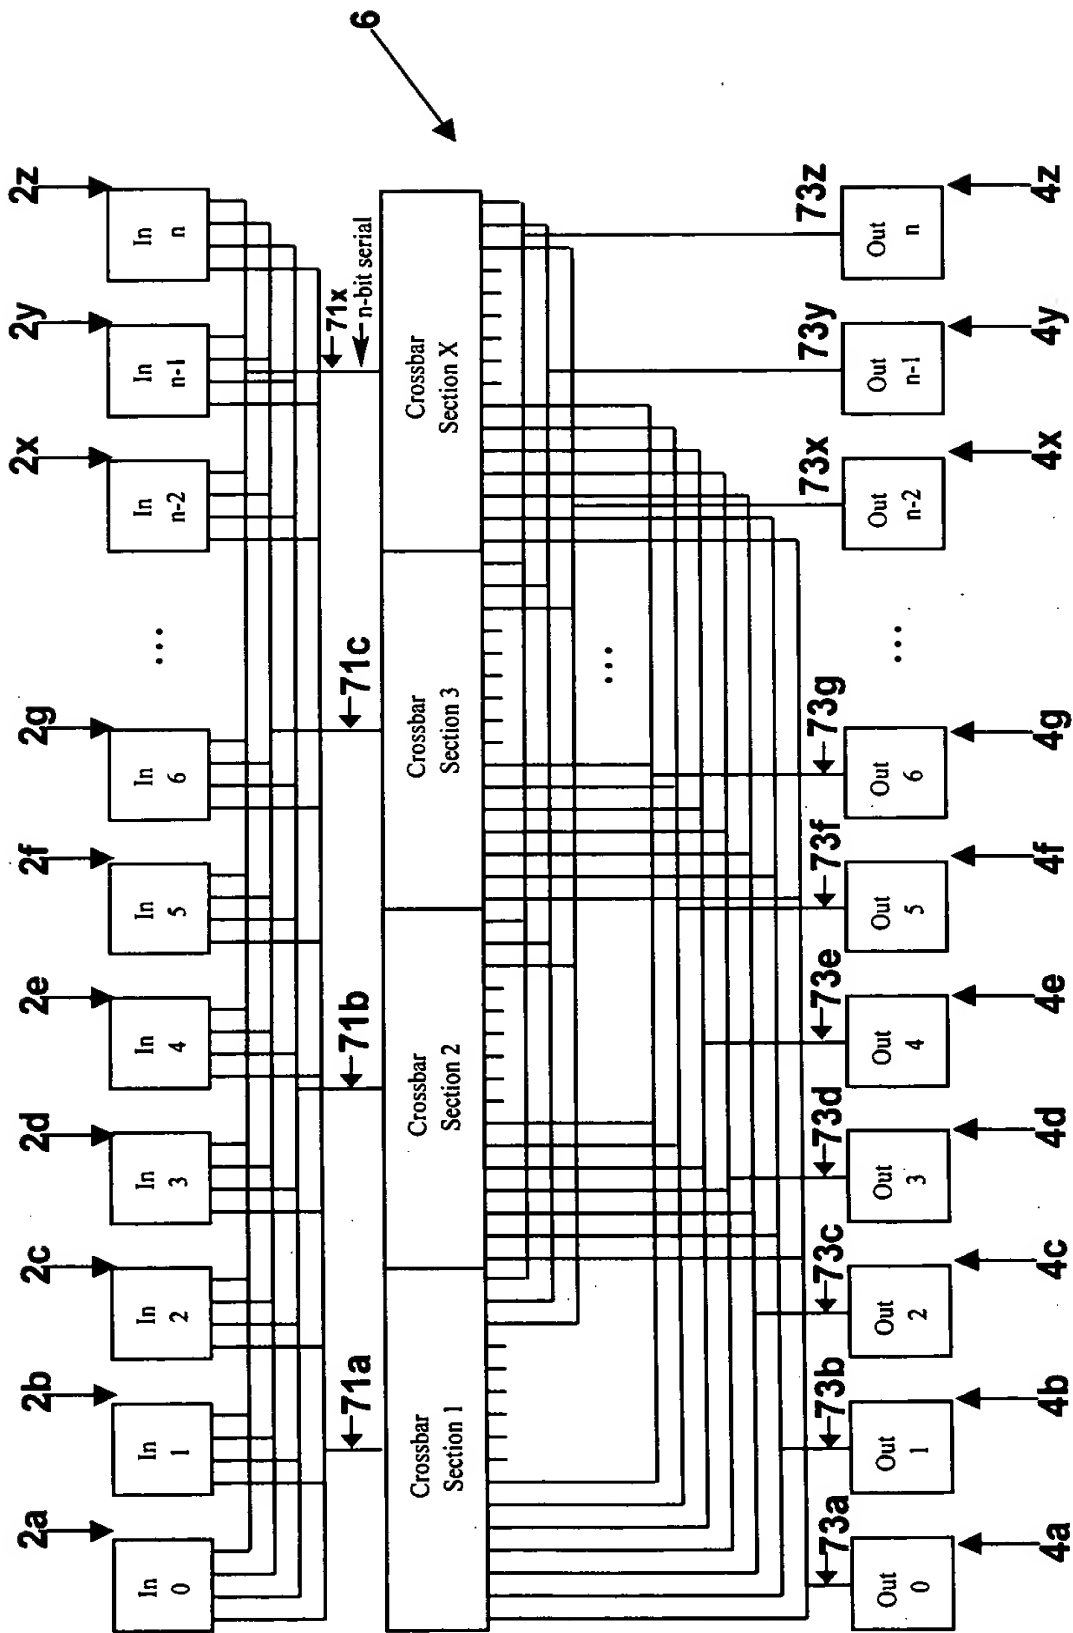 6
2a
2b
2c
2d
2e
2f
2g
2x
2y
2z
In
0
In
1
In
2
In
3
In
4
In
5
In
6
...
In
n-2
In
n-1
In
n
71a
71b
71c
71x
n-bit serial
Crossbar
Section 1
Crossbar
Section 2
Crossbar
Section 3
Crossbar
Section X
...
73a
73b
73c
73d
73e
73f
73g
73x
73y
73z
Out
0
Out
1
Out
2
Out
3
Out
4
Out
5
Out
6
...
Out
n-2
Out
n-1
Out
n
4a
4b
4c
4d
4e
4f
4g
4x
4y
4z